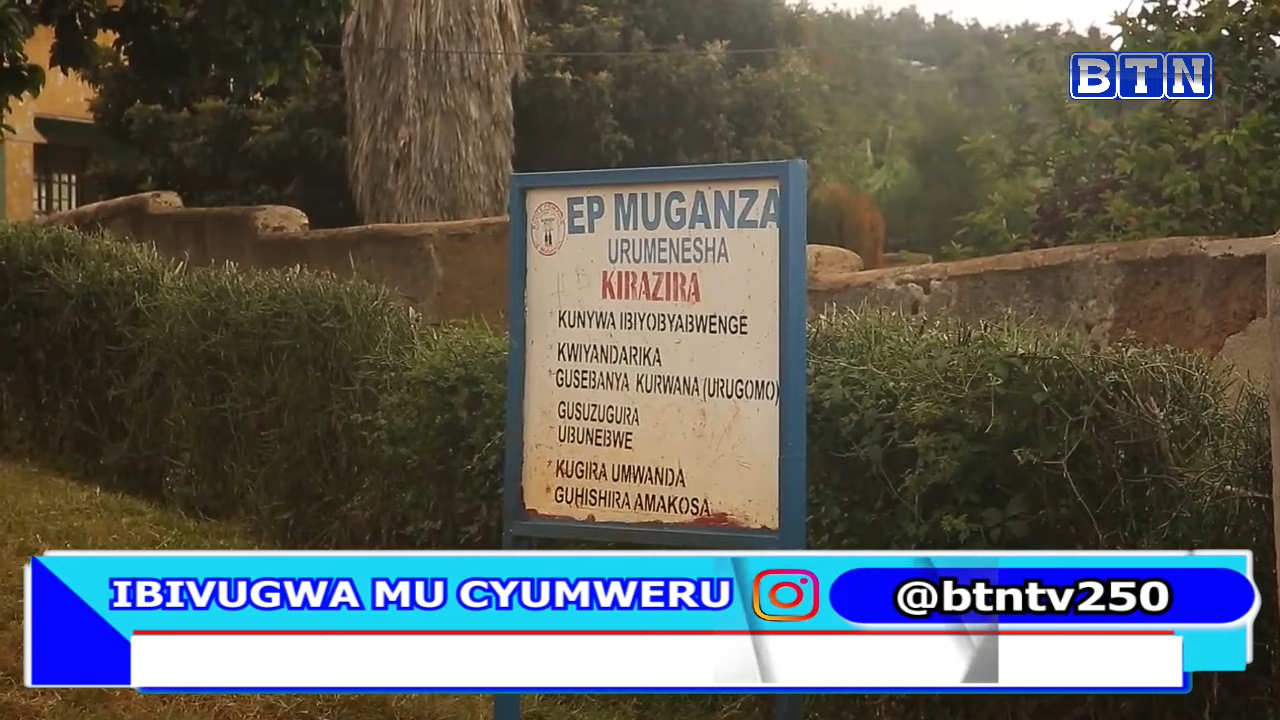 BTN
EP MUGANZA
URUMENESHA
KIRAZIRA
KUNYWA IBIYOBYABWENGE
KWIYANDARIKA
GUSEBANYA KURWANA (URUGOMO)
GUSUZUGURA
UBUNEBWE
KUGIRA UMWANDA
GUHISHIRA AMAKOSA
IBIVUGWA MU CYUMWERU
@btntv250